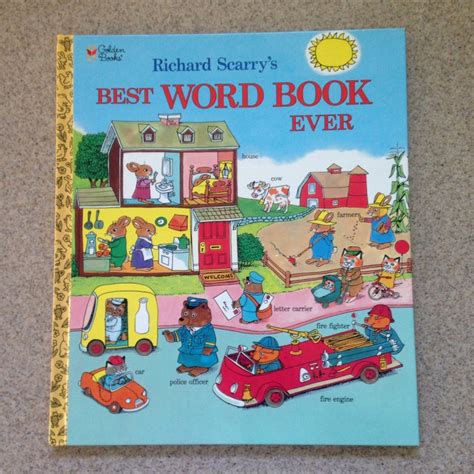 Golden
Books
Richard Scarry's
BEST WORD BOOK
EVER
house
cow
farmers
WELCOME
letter carrier
fire fighter
car
police officer
fire engine